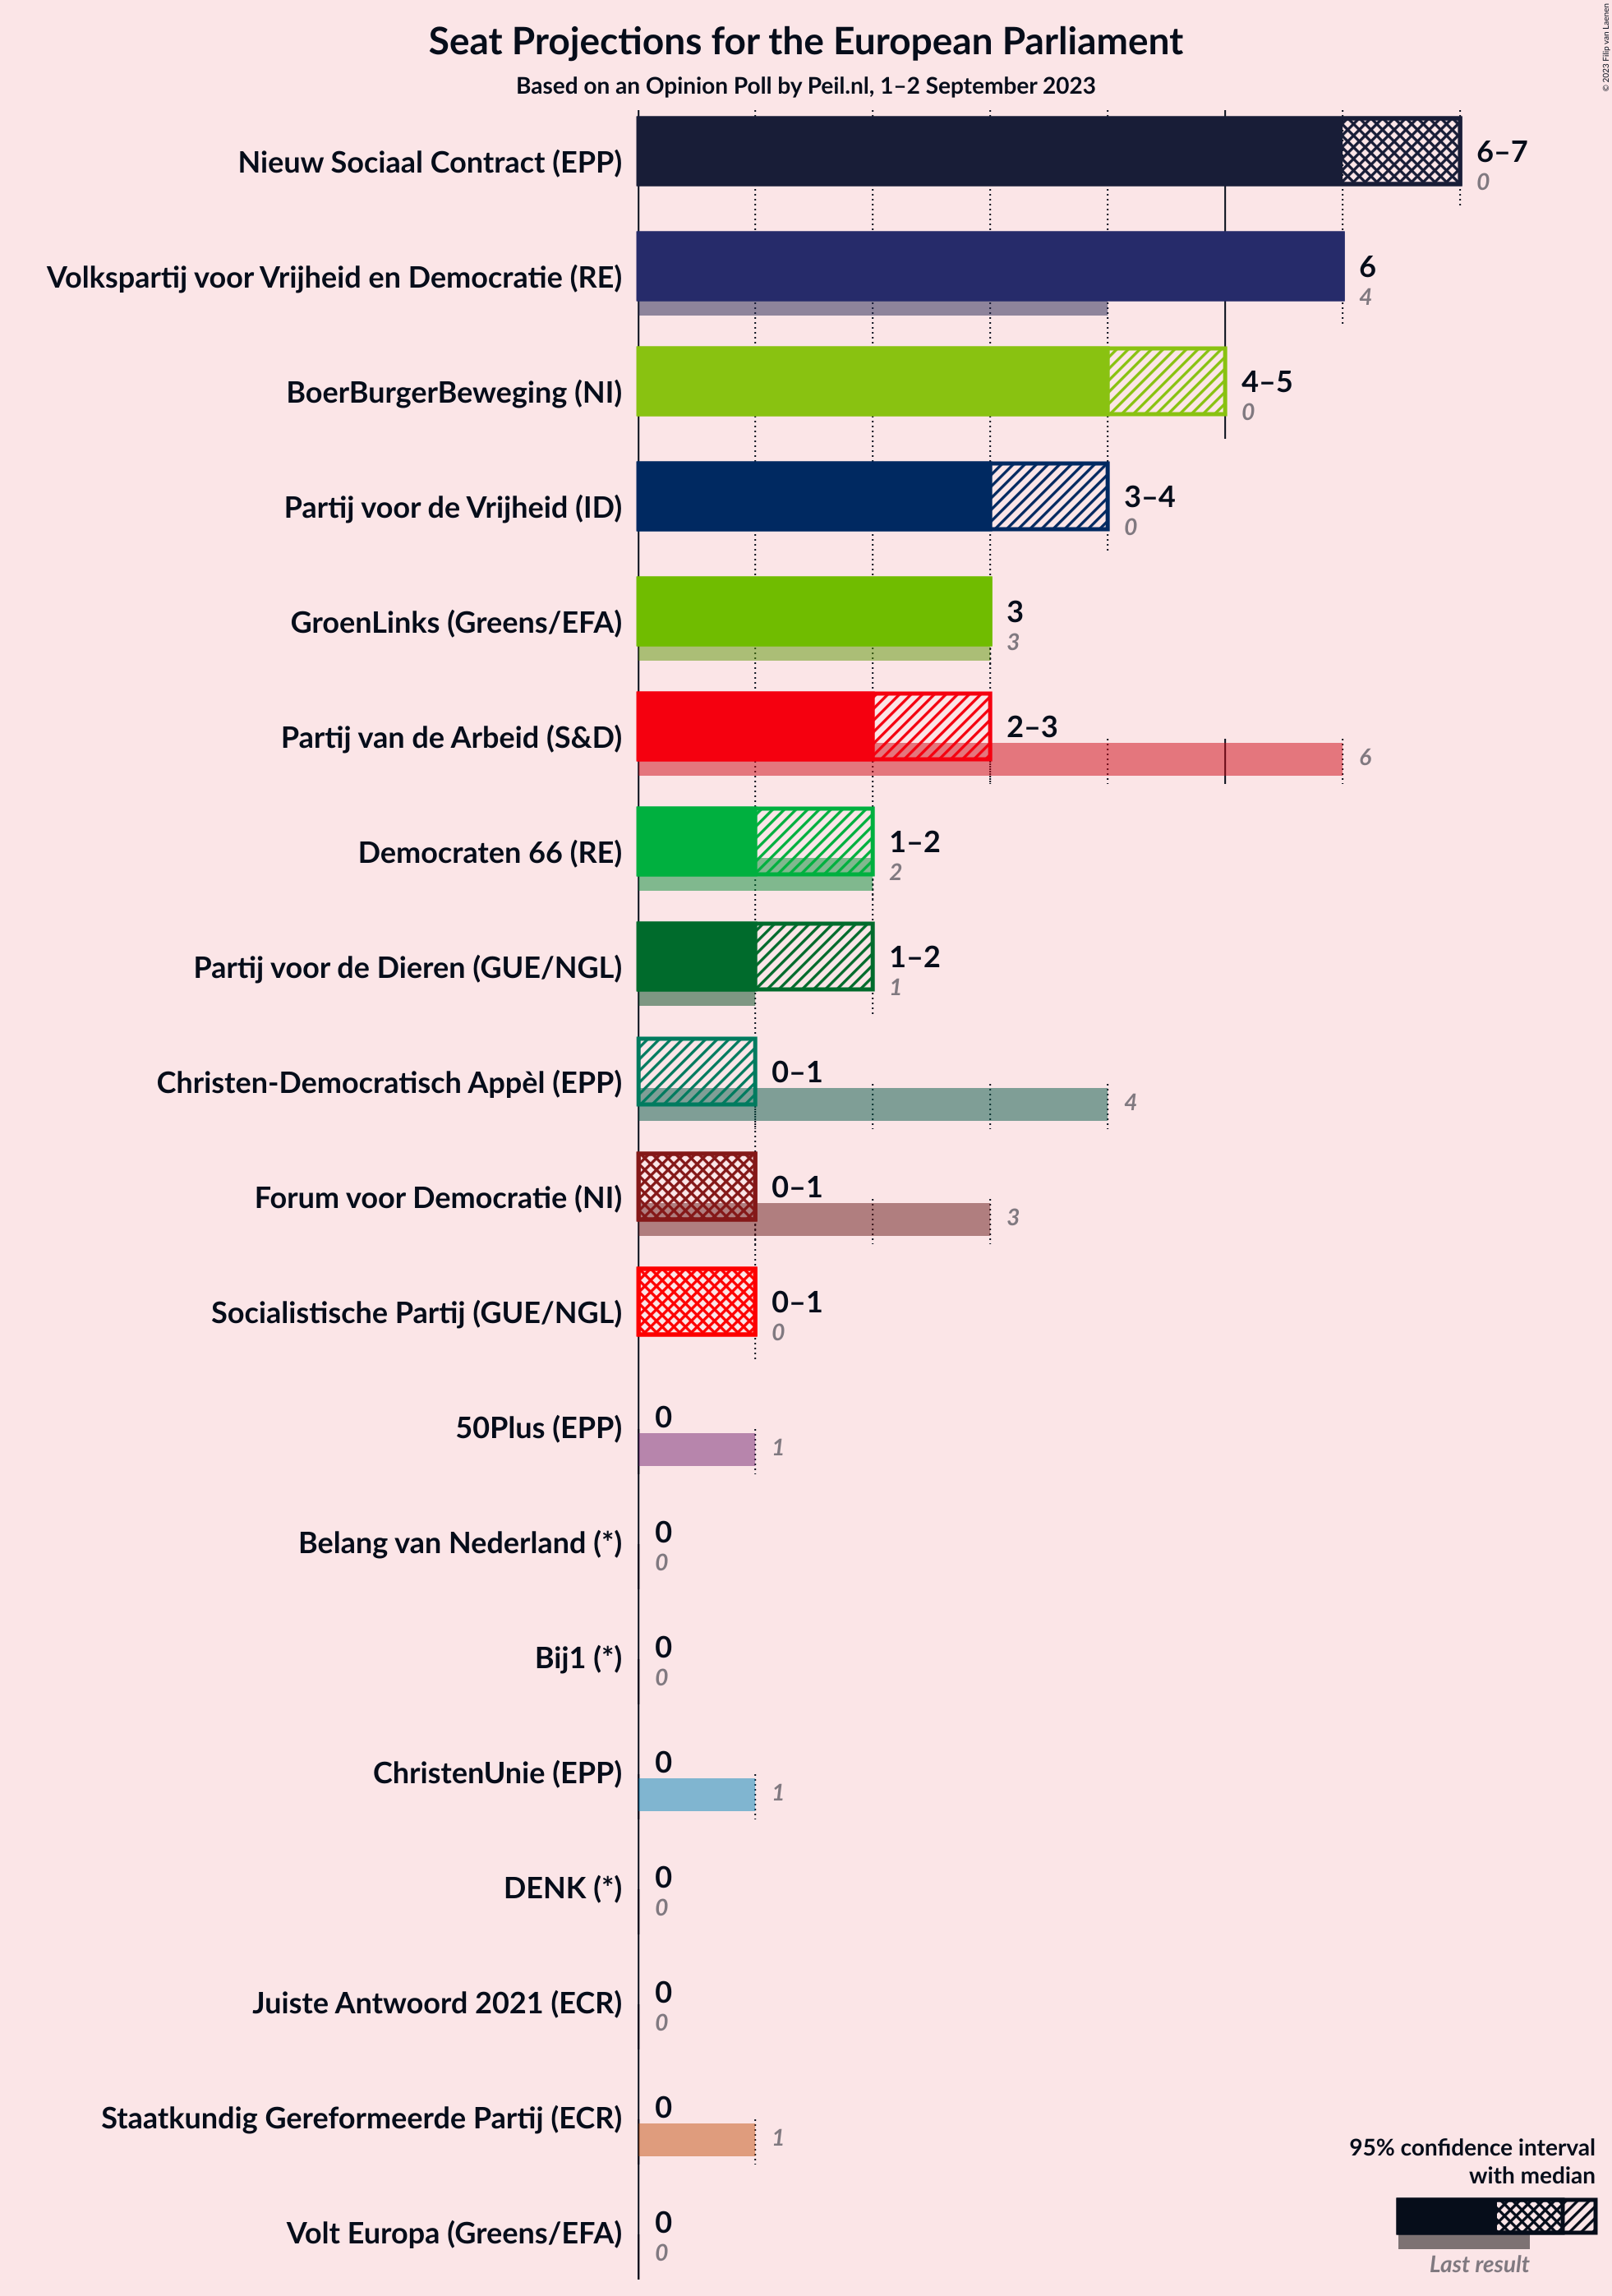 © 2023 Filip van Laenen
Seat Projections for the European Parliament
Based on an Opinion Poll by Peil.nl, 1–2 September 2023
Nieuw Sociaal Contract (EPP)
6–7
0
Volkspartij voor Vrijheid en Democratie (RE)
6
4
BoerBurgerBeweging (NI)
4–5
0
Partij voor de Vrijheid (ID)
3–4
0
GroenLinks (Greens/EFA)
3
3
Partij van de Arbeid (S&D)
2–3
6
Democraten 66 (RE)
1–2
2
Partij voor de Dieren (GUE/NGL)
1–2
1
Christen-Democratisch Appèl (EPP)
0–1
4
Forum voor Democratie (NI)
0–1
3
Socialistische Partij (GUE/NGL)
0–1
0
50Plus (EPP)
0
1
Belang van Nederland (*)
0
0
Bij1 (*)
0
0
ChristenUnie (EPP)
0
1
DENK (*)
0
0
Juiste Antwoord 2021 (ECR)
0
0
Staatkundig Gereformeerde Partij (ECR)
0
1
Volt Europa (Greens/EFA)
0
0
95% confidence interval
with median
Last result